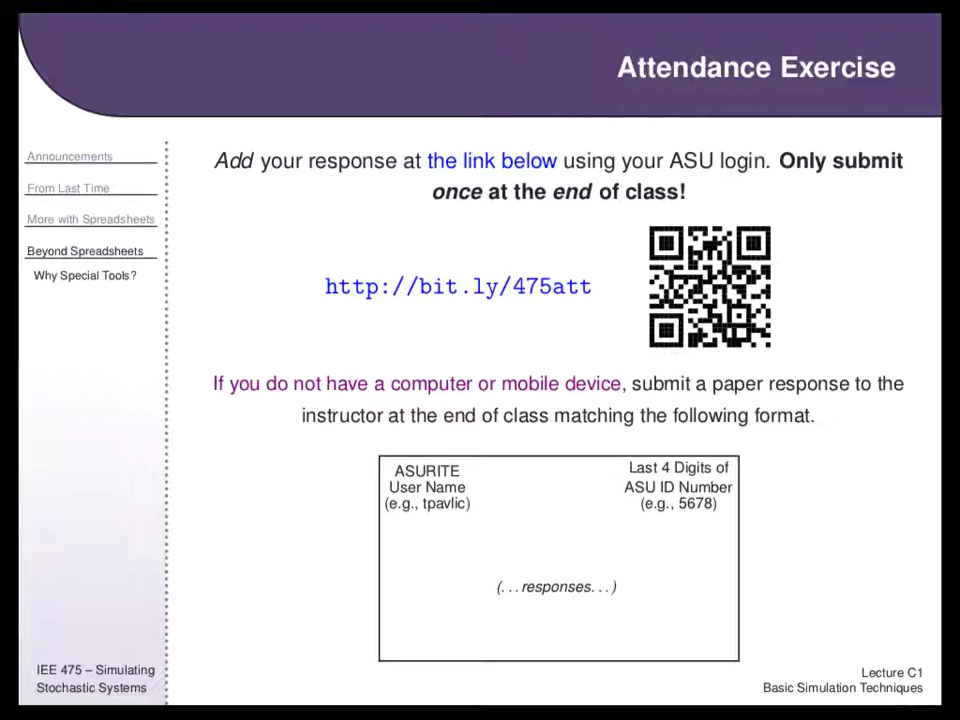 Attendance Exercise
Announcements
From Last Time
More with Spreadsheets
Beyond Spreadsheets
Why Special Tools?
Add your response at the link below using your ASU login. Only submit
once at the end of class!
http://bit.ly/475att
If you do not have a computer or mobile device, submit a paper response to the
instructor at the end of class matching the following format.
ASURITE
User Name
(e.g., tpavlic)
Last 4 Digits of
ASU ID Number
(e.g., 5678)
(. . . responses. . . )
IEE 475 – Simulating
Stochastic Systems
Lecture C1
Basic Simulation Techniques